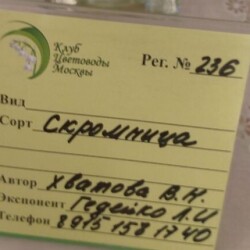 Клуб
Цветоводы
Москвы
Рег. № 236
Вид
Сорт Скромница
Автор Хватова В.Н.
Экспонент Гедейко Л.И
Телефон 8915 158 17 40